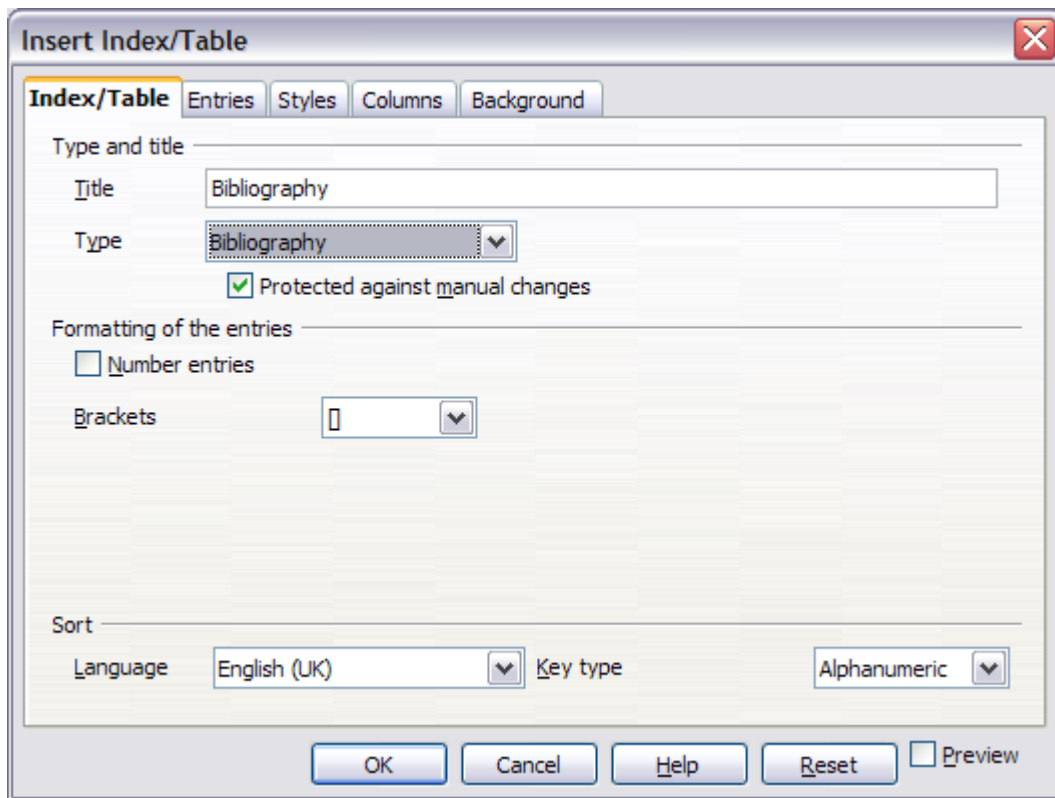 Insert Index/Table
Index/Table Entries Styles Columns Background
Type and title
Title Bibliography
Type Bibliography
Protected against manual changes
Formatting of the entries
Number entries
Brackets []
Sort
Language English (UK) Key type Alphanumeric
OK Cancel Help Reset Preview